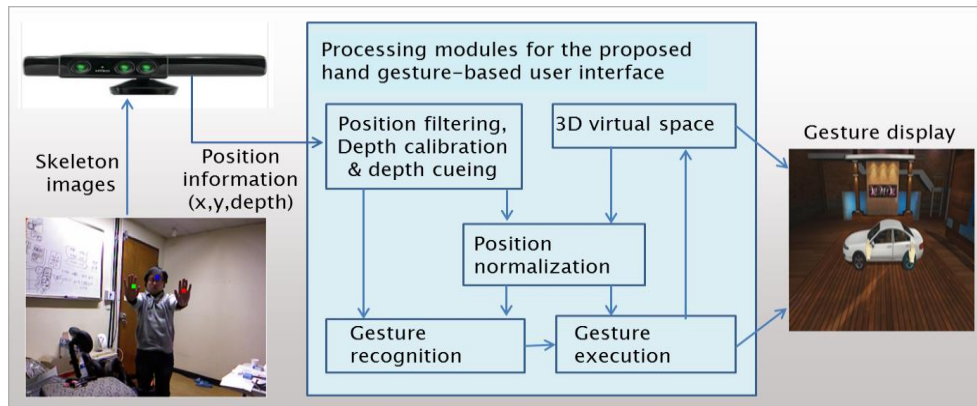 Processing modules for the proposed
hand gesture-based user interface
Position filtering,
Depth calibration
& depth cueing
3D virtual space
Gesture display
Skeleton
images
Position
information
(x,y,depth)
Position
normalization
Gesture
recognition
Gesture
execution